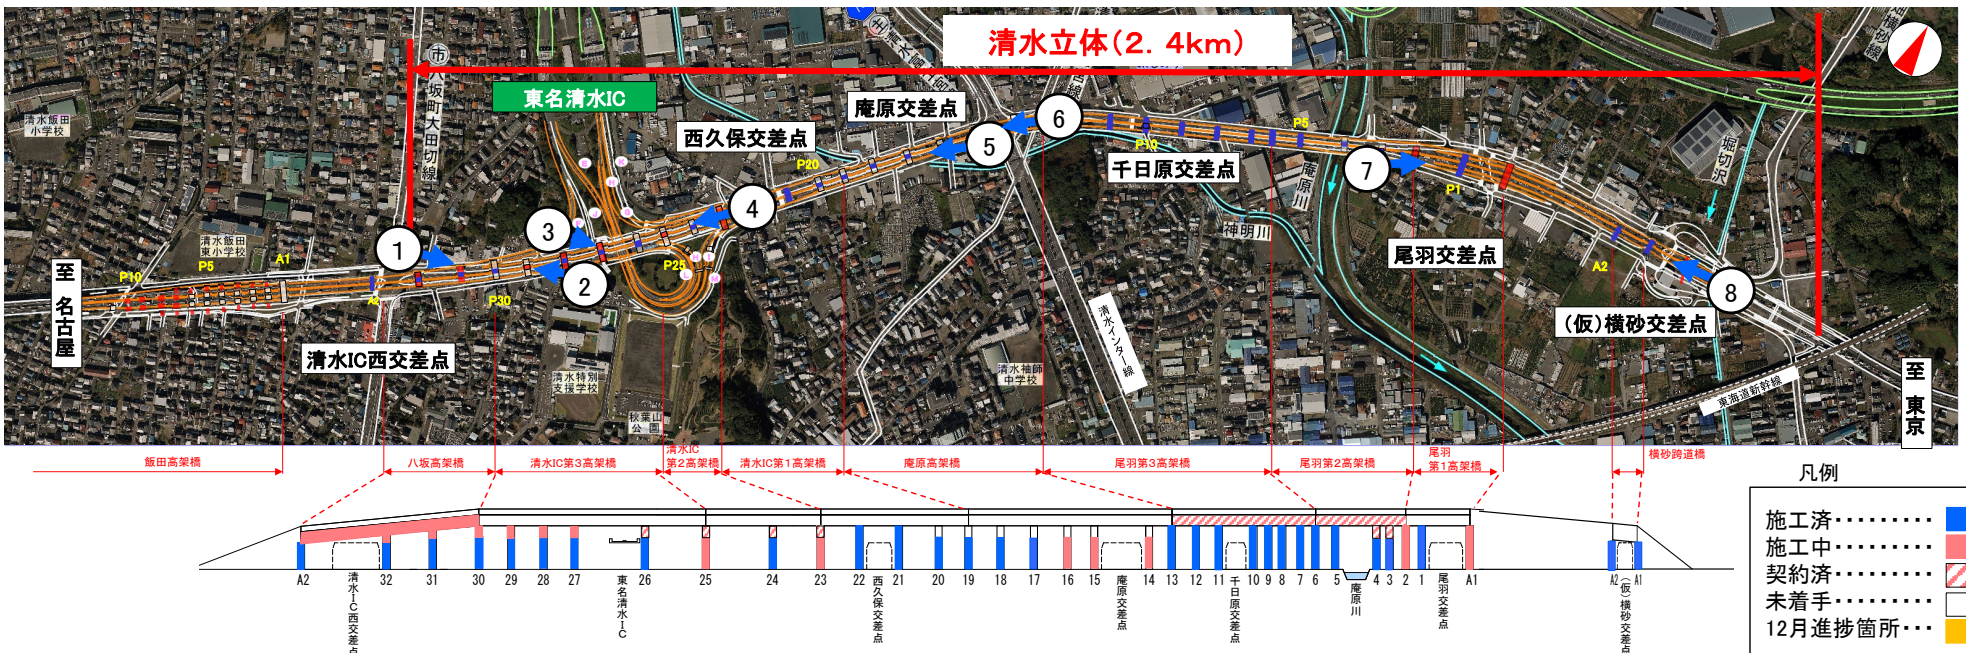 清水立体(2. 4km)
東名清水IC
西久保交差点
庵原交差点
千日原交差点
尾羽交差点
(仮)横砂交差点
清水IC西交差点
至 名古屋
至 東京
清水飯田
小学校
清水飯田
東小学校
㊍八坂町大田切線
清水特別
支援学校
秋葉山
公園
清水袖師
中学校
清水インター線
神明川
庵原川
堀切沢
東海道新幹線
P10
P5
A1
A2
P30
P25
P20
P10
P5
P1
A2
1
2
3
4
5
6
7
8
飯田高架橋
八坂高架橋
清水IC第3高架橋
清水IC
第2高架橋
清水IC第1高架橋
庵原高架橋
尾羽第3高架橋
尾羽第2高架橋
尾羽
第1高架橋
横砂跨道橋
A2
清水IC西交差点
32
31
30
29
28
27
東名清水IC
26
25
24
23
22
西久保交差点
21
20
19
18
17
16
15
庵原交差点
14
13
12
11
千日原交差点
10
9
8
7
6
5
庵原川
4
3
2
1
尾羽交差点
A1
A2
(仮)横砂交差点
A1
凡例
施工済・・・・・・・・・
施工中・・・・・・・・・
契約済・・・・・・・・・
未着手・・・・・・・・・
12月進捗箇所・・・